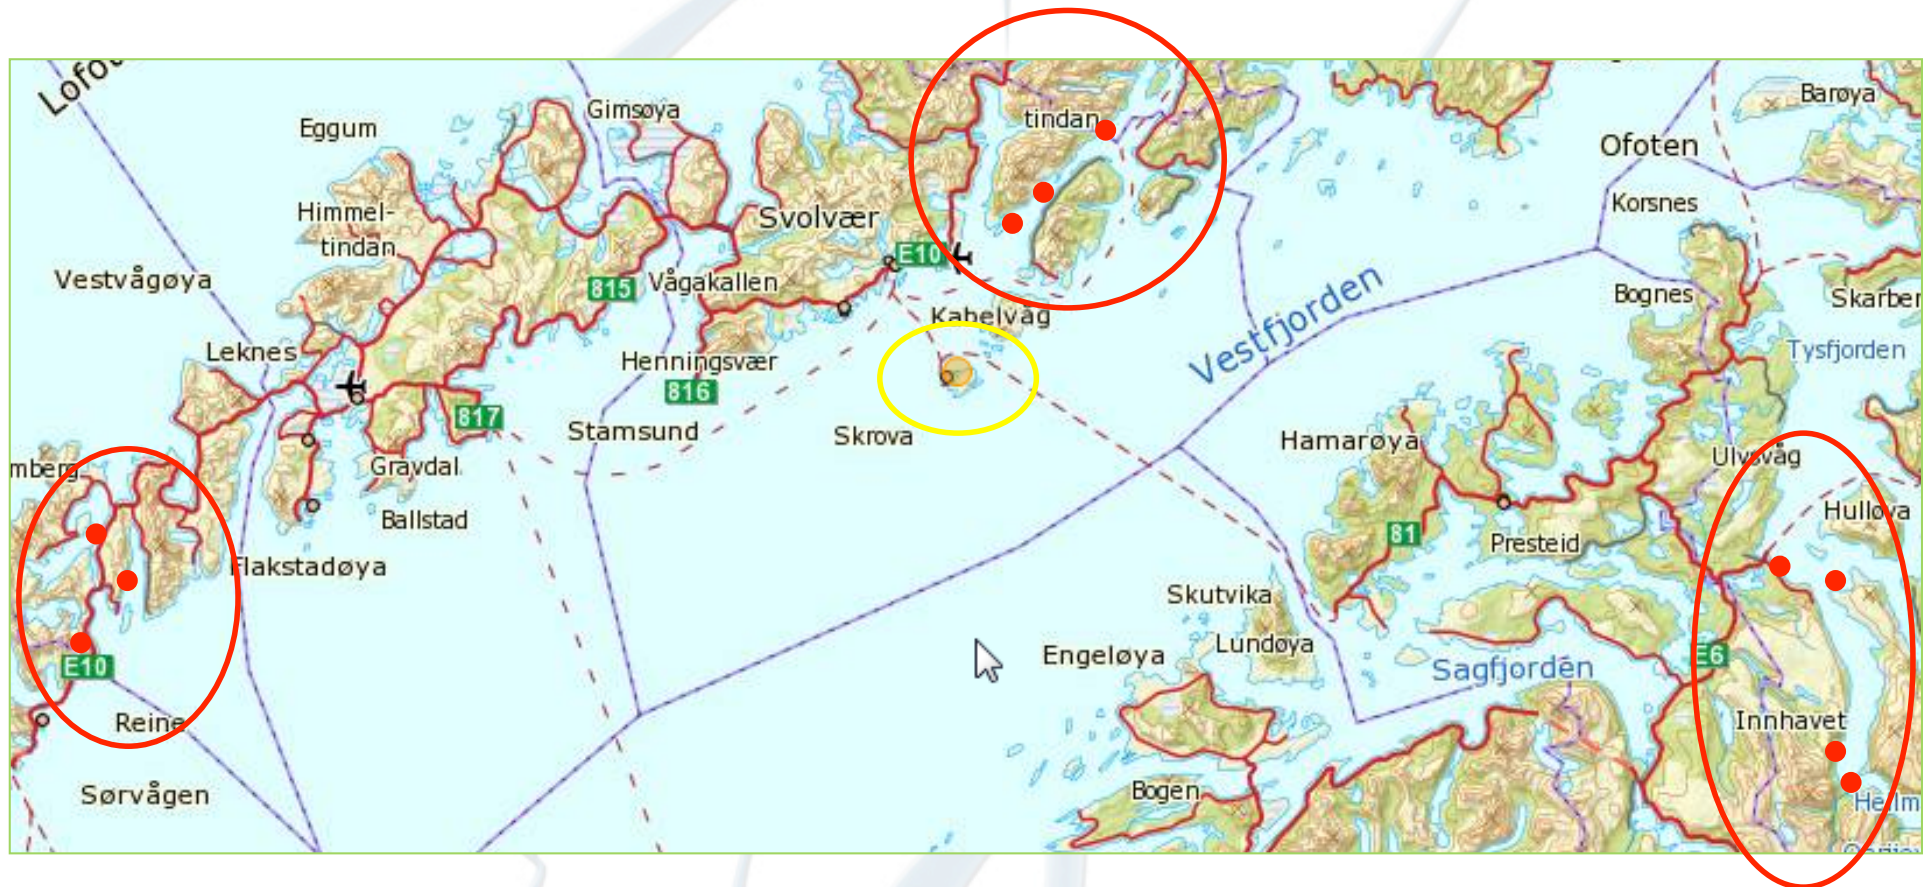 Barøya
Gimsøya
tindan
Eggum
Ofoten
Korsnes
Himmel-
tindan
Svolvær
E10
Vestvågøya
815
Vågakallen
Bognes
Skarber
Kabelvåg
Vestfjorden
Leknes
Henningsvær
Tysfjorden
816
817
Stamsund
Skrova
Hamarøya
Ulvsvåg
mberg
Gravdal
Hulløya
Ballstad
81
Presteid
Flakstadøya
Skutvika
Lundøya
Engeløya
E6
Sagfjorden
E10
Reine
Innhavet
Sørvågen
Bogen